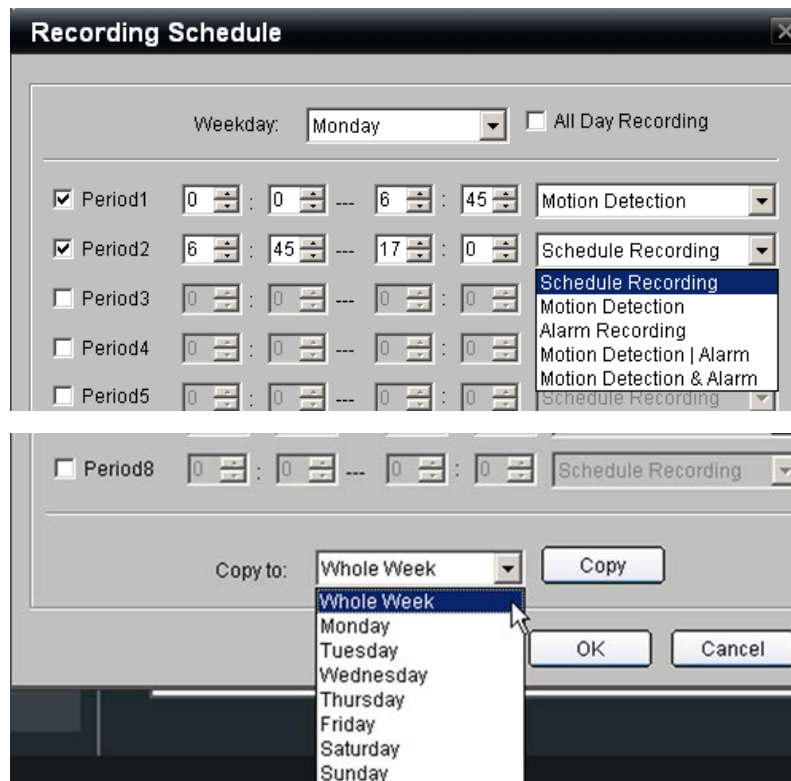 Recording Schedule
Weekday: Monday All Day Recording
Period1 0 : 0 --- 6 : 45 Motion Detection
Period2 6 : 45 --- 17 : 0 Schedule Recording
Schedule Recording
Period3 0 : 0 --- 0 : 0 Motion Detection
Alarm Recording
Period4 0 : 0 --- 0 : 0 Motion Detection | Alarm
Motion Detection & Alarm
Period5 0 : 0 --- 0 : 0 Schedule Recording
Period8 0 : 0 --- 0 : 0 Schedule Recording
Copy to: Whole Week Copy
Whole Week
Monday
Tuesday OK Cancel
Wednesday
Thursday
Friday
Saturday
Sunday